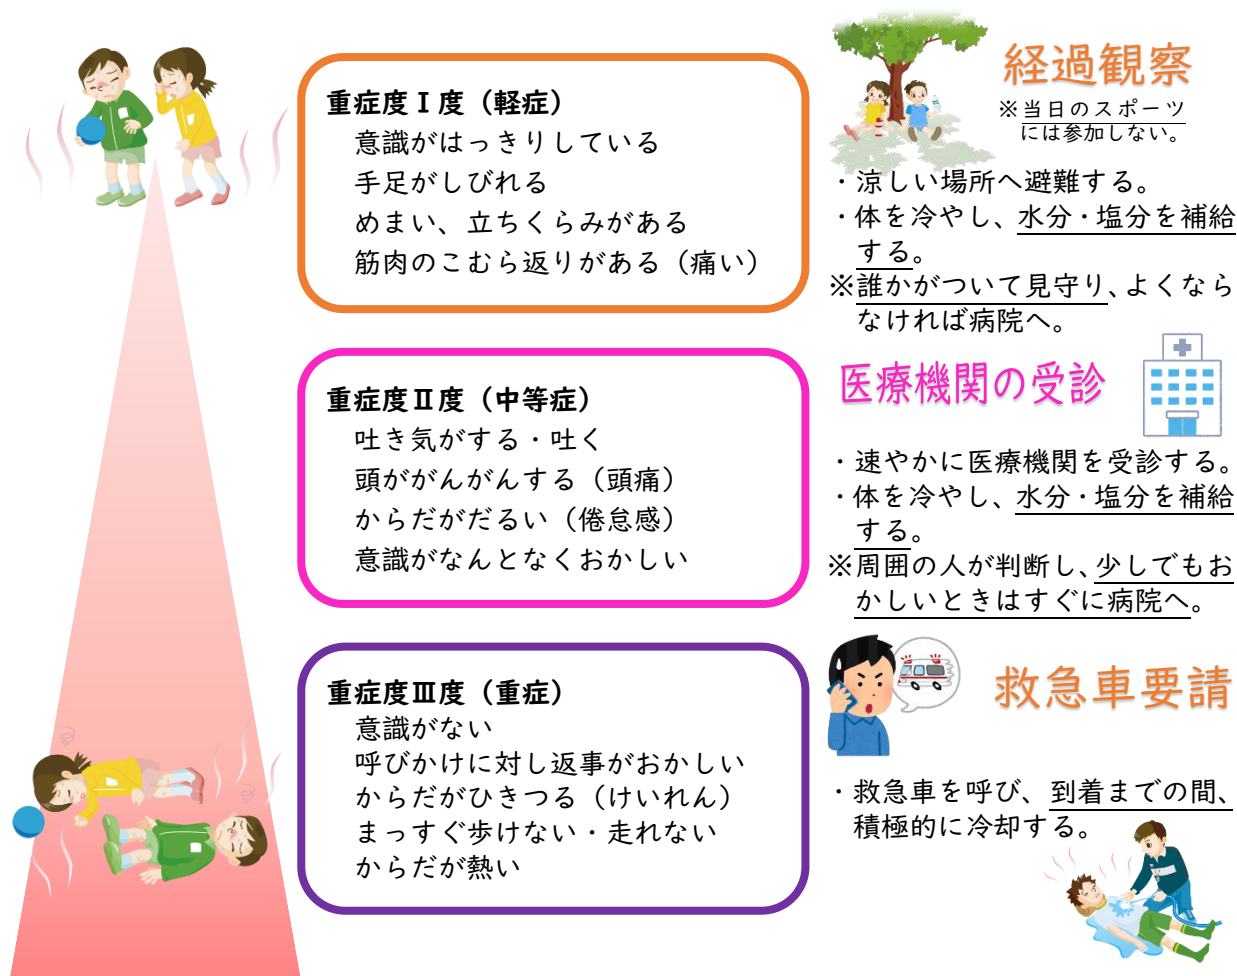 重症度Ⅰ度（軽症）
意識がはっきりしている
手足がしびれる
めまい、立ちくらみがある
筋肉のこむら返りがある（痛い）
経過観察
※当日のスポーツ
には参加しない。
・涼しい場所へ避難する。
・体を冷やし、水分・塩分を補給
する。
※誰かがついて見守り、よくなら
なければ病院へ。
重症度Ⅱ度（中等症）
吐き気がする・吐く
頭ががんがんする（頭痛）
からだがだるい（倦怠感）
意識がなんとなくおかしい
医療機関の受診
・速やかに医療機関を受診する。
・体を冷やし、水分・塩分を補給
する。
※周囲の人が判断し、少しでもお
かしいときはすぐに病院へ。
重症度Ⅲ度（重症）
意識がない
呼びかけに対し返事がおかしい
からだがひきつる（けいれん）
まっすぐ歩けない・走れない
からだが熱い
救急車要請
・救急車を呼び、到着までの間、
積極的に冷却する。